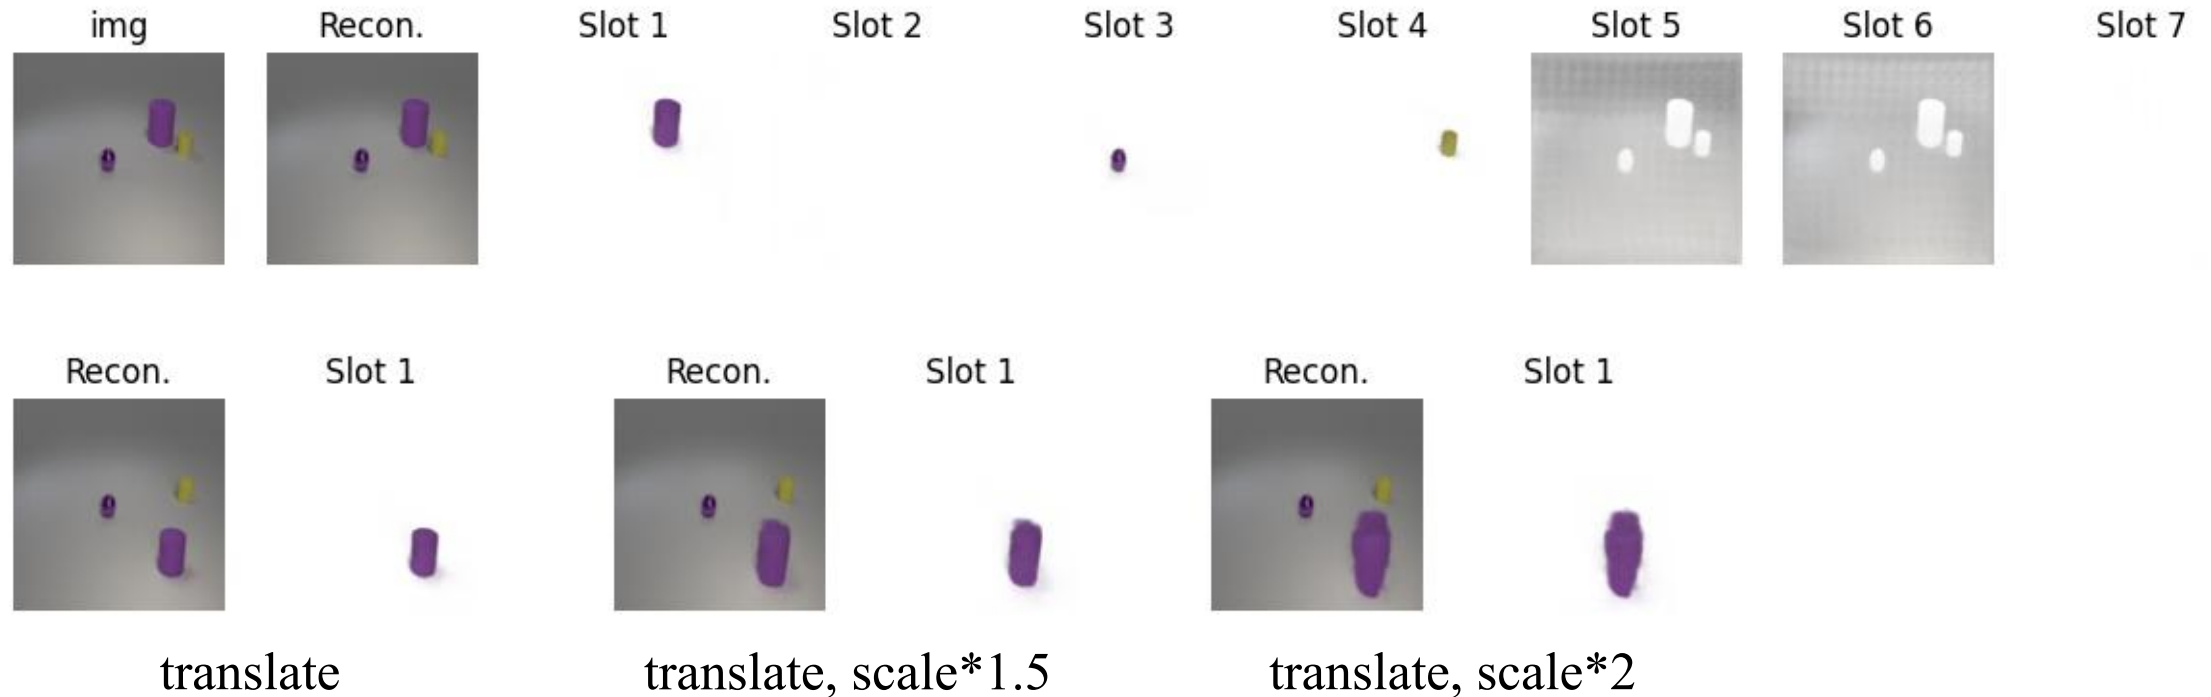 img Recon. Slot 1 Slot 2 Slot 3 Slot 4 Slot 5 Slot 6 Slot 7
Recon. Slot 1 Recon. Slot 1 Recon. Slot 1
translate translate, scale*1.5 translate, scale*2